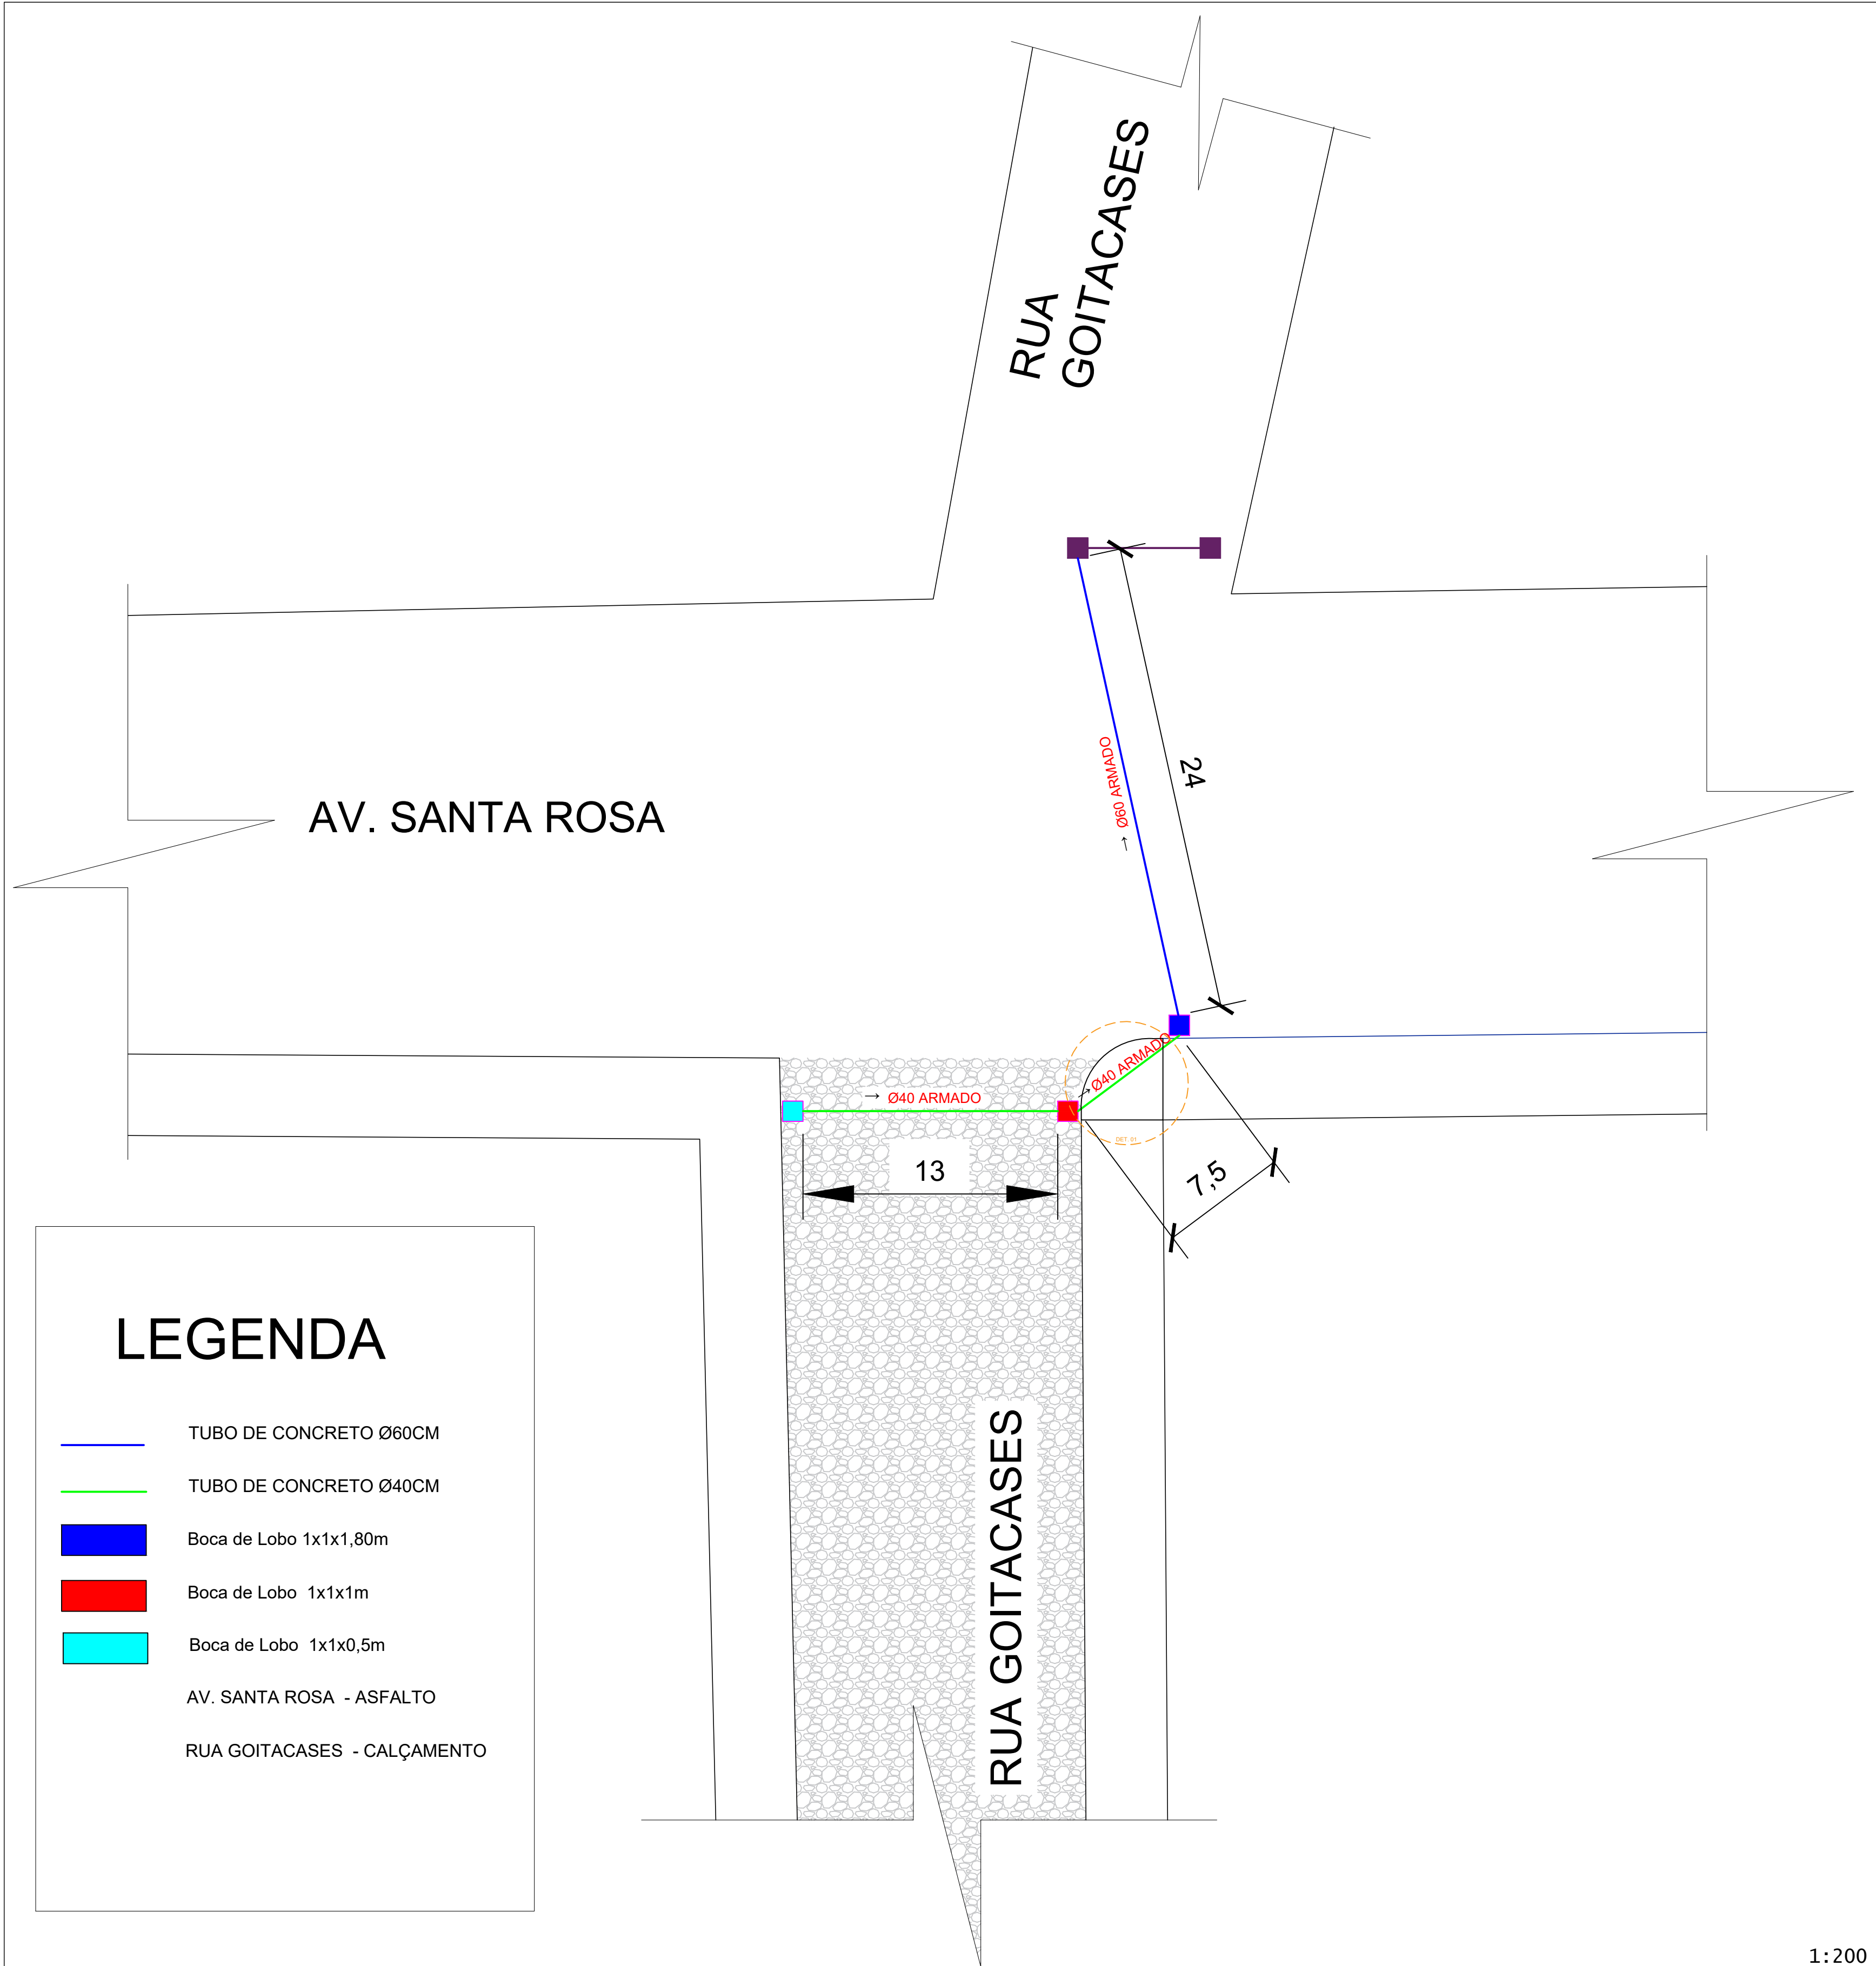 RUA
GOITACASES
AV. SANTA ROSA
← Ø60 ARMADO
24
→ Ø40 ARMADO
→ Ø40 ARMADO
DET. 01
13
7,5
RUA GOITACASES
LEGENDA
TUBO DE CONCRETO Ø60CM
TUBO DE CONCRETO Ø40CM
Boca de Lobo 1x1x1,80m
Boca de Lobo 1x1x1m
Boca de Lobo 1x1x0,5m
AV. SANTA ROSA - ASFALTO
RUA GOITACASES - CALÇAMENTO
1:200